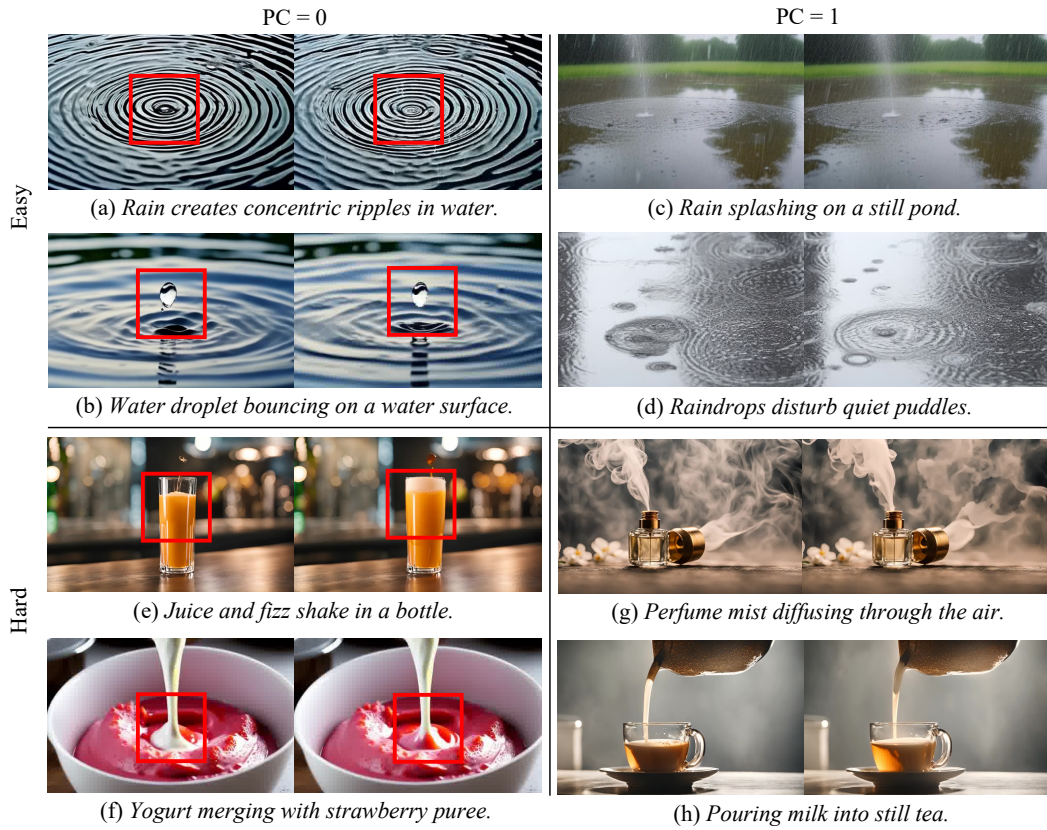 PC = 0
PC = 1
Easy
(a) Rain creates concentric ripples in water.
(c) Rain splashing on a still pond.
(b) Water droplet bouncing on a water surface.
(d) Raindrops disturb quiet puddles.
Hard
(e) Juice and fizz shake in a bottle.
(g) Perfume mist diffusing through the air.
(f) Yogurt merging with strawberry puree.
(h) Pouring milk into still tea.